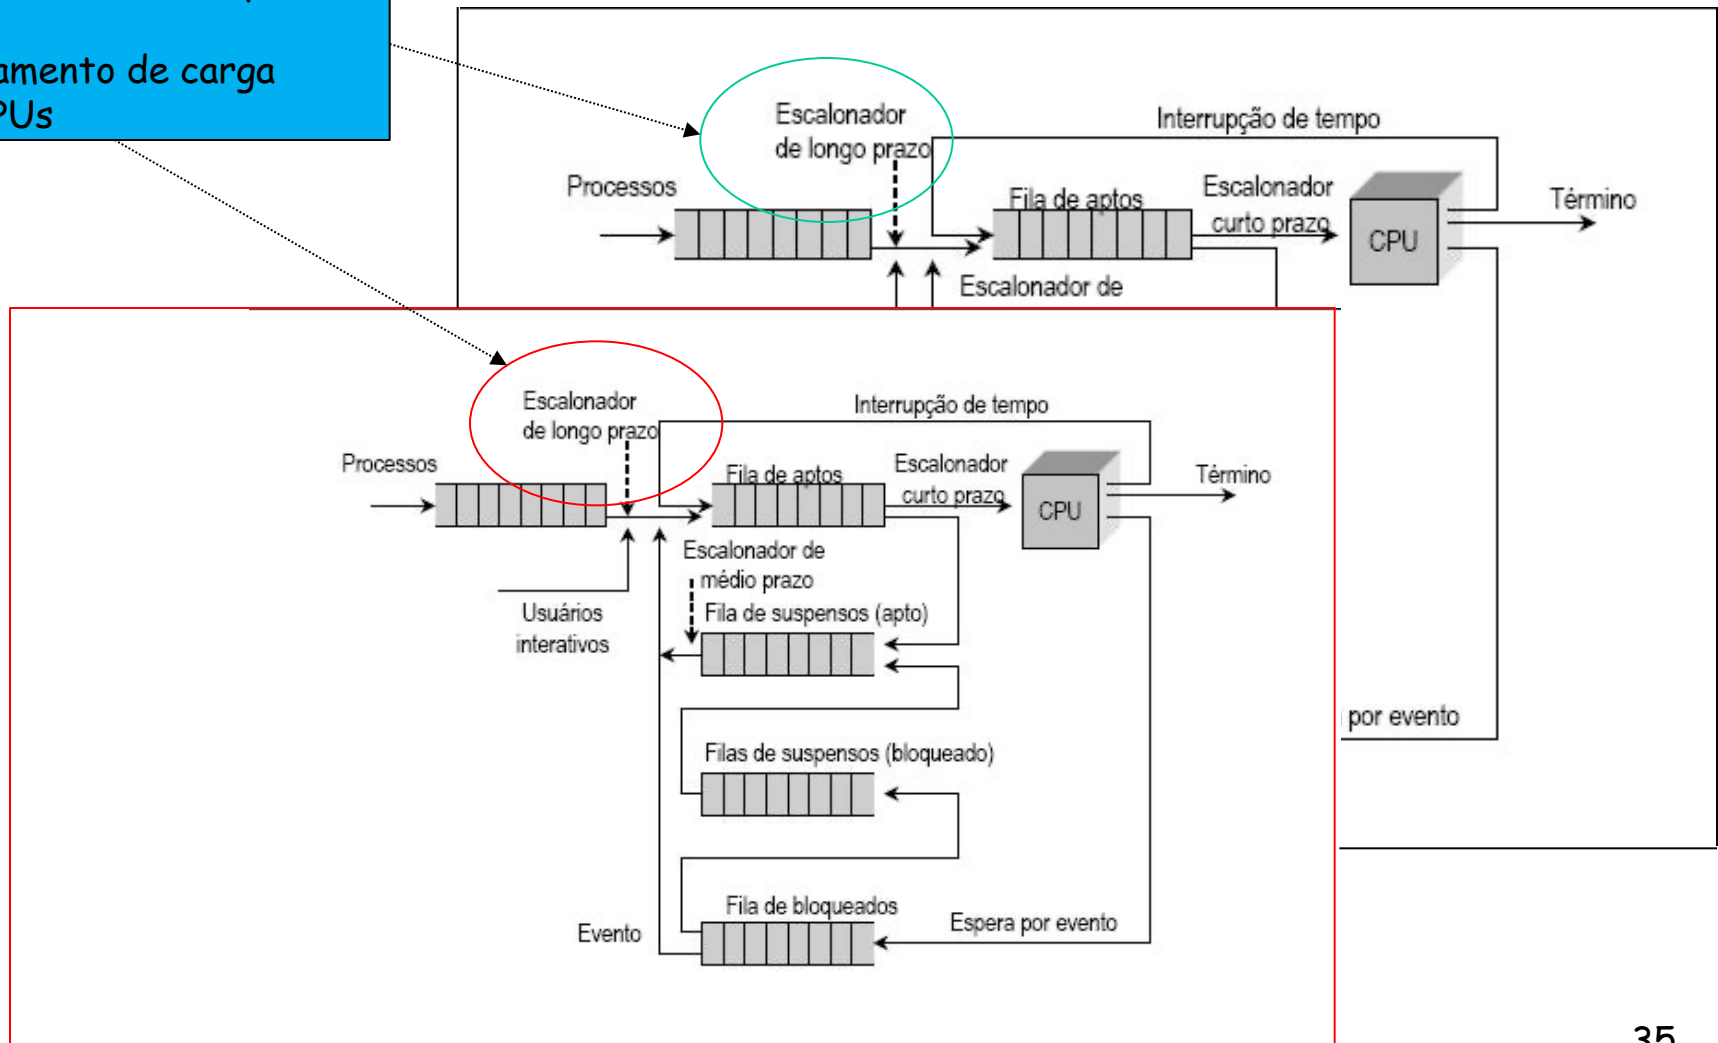 de carga
Escalonador
de longo prazo
Interrupção de tempo
Processos
Fila de aptos
Escalonador
curto prazo
CPU
Término
Escalonador de
por evento
Escalonador
de longo prazo
Interrupção de tempo
Processos
Fila de aptos
Escalonador
curto prazo
CPU
Término
Escalonador de
médio prazo
Usuários
interativos
Fila de suspensos (apto)
Filas de suspensos (bloqueado)
Fila de bloqueados
Evento
Espera por evento
35